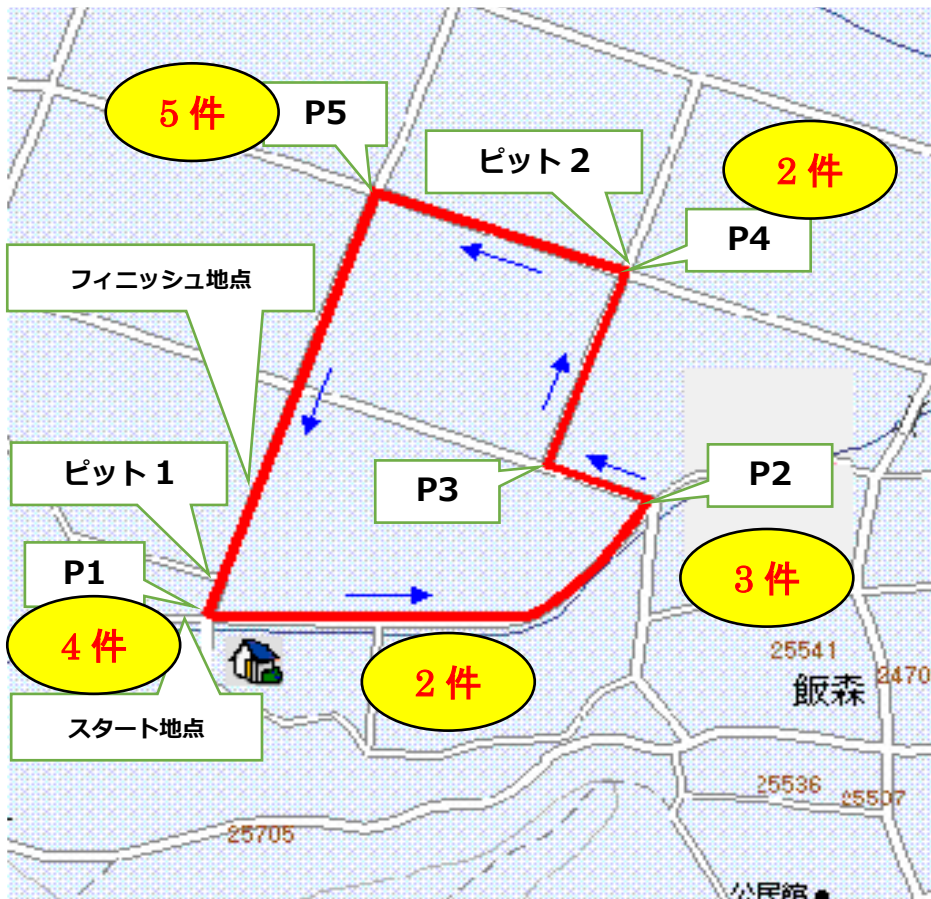 5 件
P5
ピット 2
2 件
P4
フィニッシュ地点
ピット 1
P3
P2
P1
3 件
4 件
2 件
スタート地点
25541
2470
飯森
25536
25507
25705
公民館